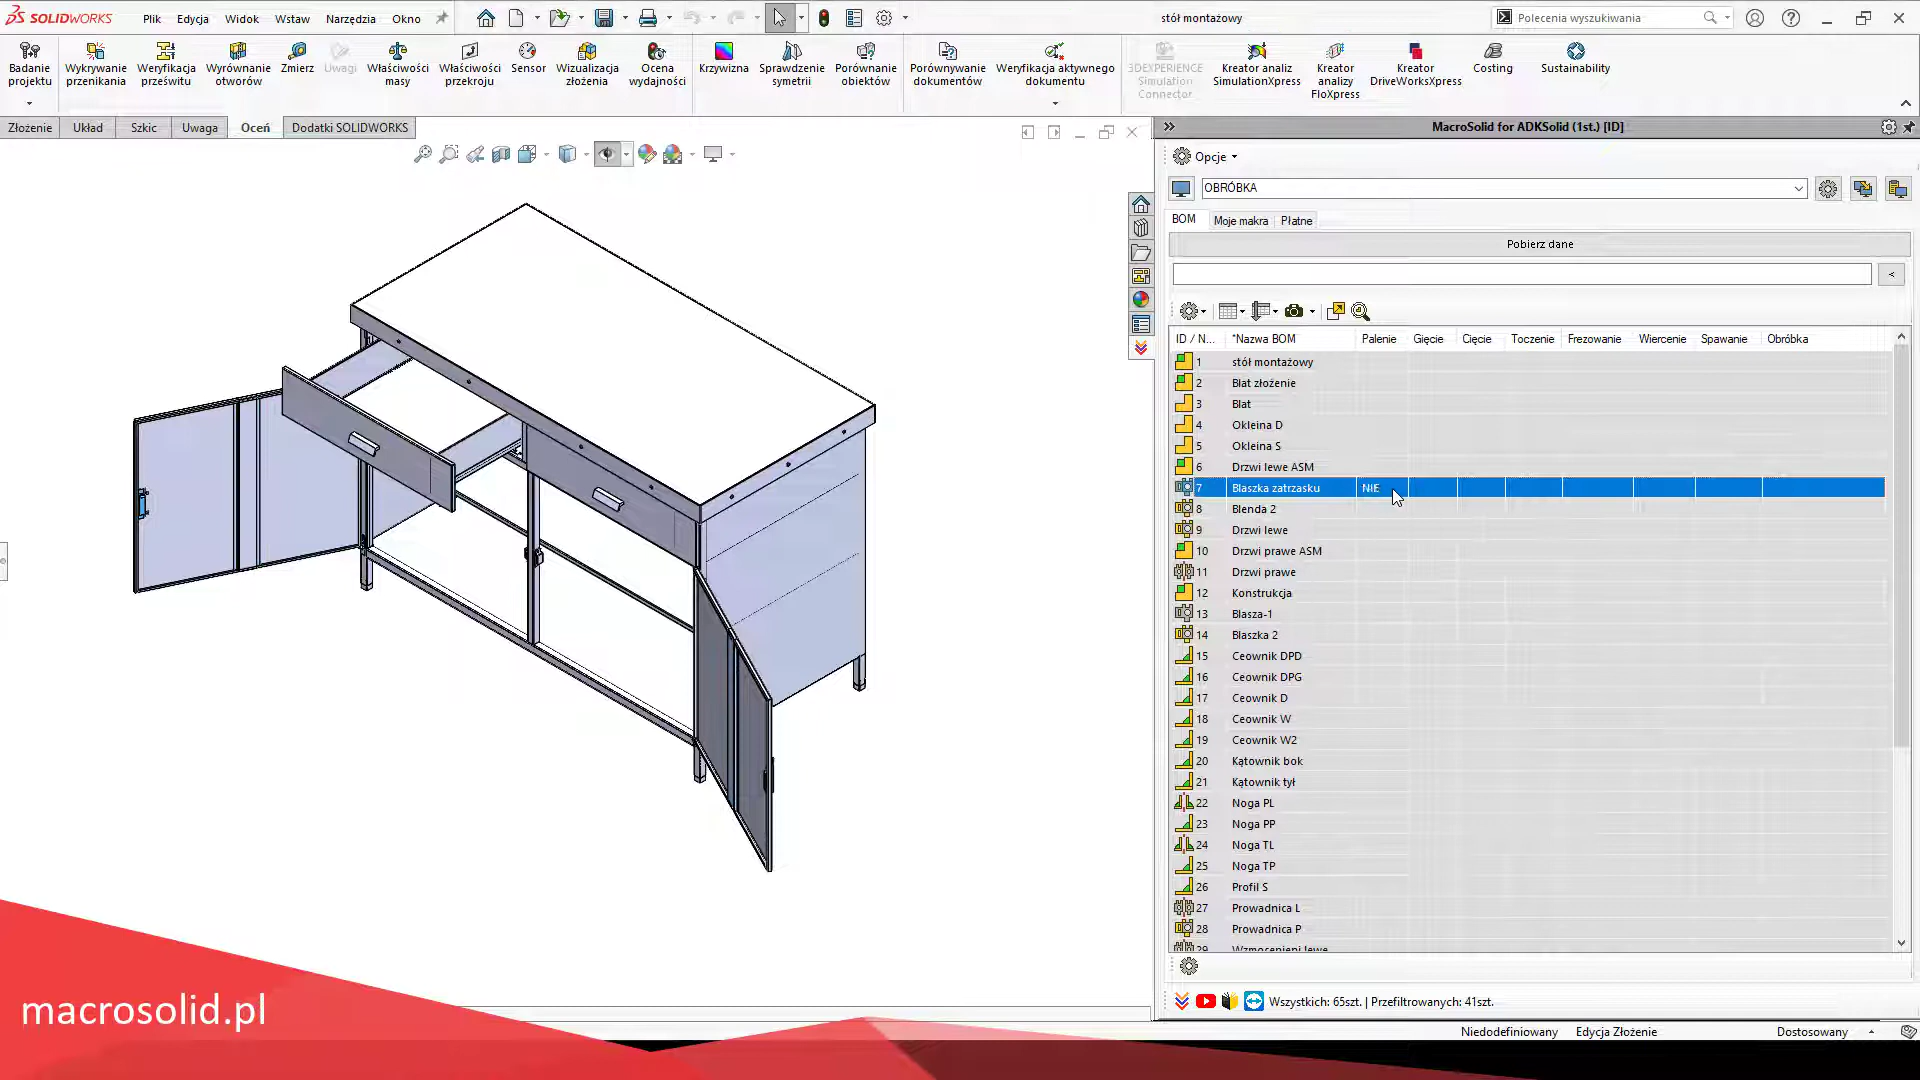 SOLIDWORKS Plik Edycja Widok Wstaw Narzędzia Okno stół montażowy Polecenia wyszukiwania
Badanie projektu Wykrywanie przenikania Weryfikacja prześwitu Wyrównanie otworów Zmierz Uwagi Właściwości masy Właściwości przekroju Sensor Wizualizacja złożenia Ocena wydajności Krzywizna Sprawdzenie symetrii Porównanie obiektów Porównywanie dokumentów Weryfikacja aktywnego dokumentu 3DEXPERIENCE Simulation Connector Kreator analiz SimulationXpress Kreator analizy FloXpress Kreator DriveWorksXpress Costing Sustainability
Złożenie Układ Szkic Uwaga Oceń Dodatki SOLIDWORKS
MacroSolid for ADKSolid (1st.) [ID]
Opcje
OBRÓBKA
BOM Moje makra Płatne
Pobierz dane
<
ID / N... *Nazwa BOM Palenie Gięcie Cięcie Toczenie Frezowanie Wiercenie Spawanie Obróbka
1 stół montażowy
2 Blat złożenie
3 Blat
4 Okleina D
5 Okleina S
6 Drzwi lewe ASM
7 Blaszka zatrzasku NIE
8 Blenda 2
9 Drzwi lewe
10 Drzwi prawe ASM
11 Drzwi prawe
12 Konstrukcja
13 Blasza-1
14 Blaszka 2
15 Ceownik DPD
16 Ceownik DPG
17 Ceownik D
18 Ceownik W
19 Ceownik W2
20 Kątownik bok
21 Kątownik tył
22 Noga PL
23 Noga PP
24 Noga TL
25 Noga TP
26 Profil S
27 Prowadnica L
28 Prowadnica P
29 Wzmocnieni lewe
Wszystkich: 65szt. | Przefiltrowanych: 41szt.
Niedodefiniowany Edycja Złożenie Dostosowany
macrosolid.pl